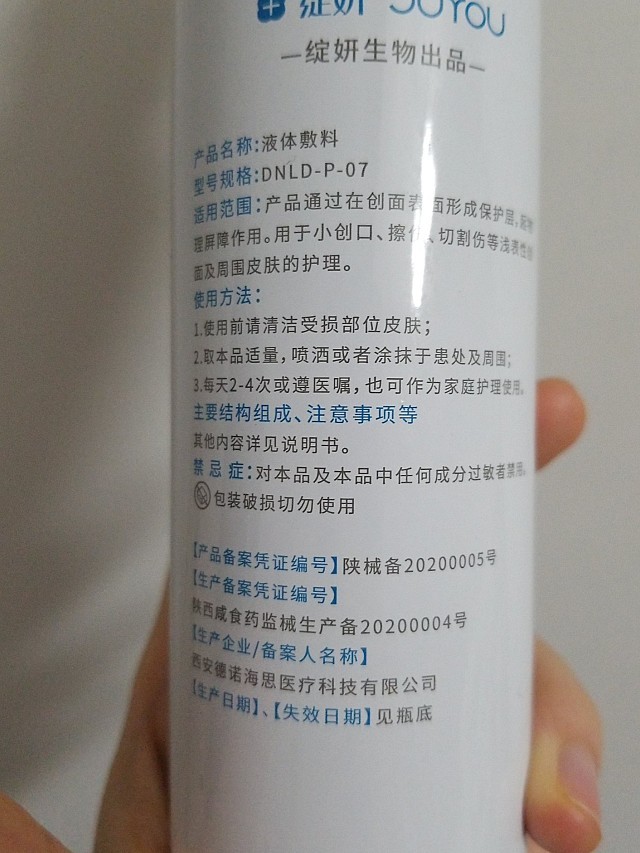 绽妍 JUYOU
—绽妍生物出品—
产品名称:液体敷料
型号规格:DNLD-P-07
适用范围:产品通过在创面表面形成保护层,起物
理屏障作用。用于小创口、擦伤、切割伤等浅表性创
面及周围皮肤的护理。
使用方法:
1.使用前请清洁受损部位皮肤;
2.取本品适量,喷洒或者涂抹于患处及周围;
3.每天2-4次或遵医嘱,也可作为家庭护理使用。
主要结构组成、注意事项等
其他内容详见说明书。
禁忌症:对本品及本品中任何成分过敏者禁用。
包装破损切勿使用
【产品备案凭证编号】陕械备20200005号
【生产备案凭证编号】
陕西咸食药监械生产备20200004号
【生产企业/备案人名称】
西安德诺海思医疗科技有限公司
【生产日期】、【失效日期】见瓶底